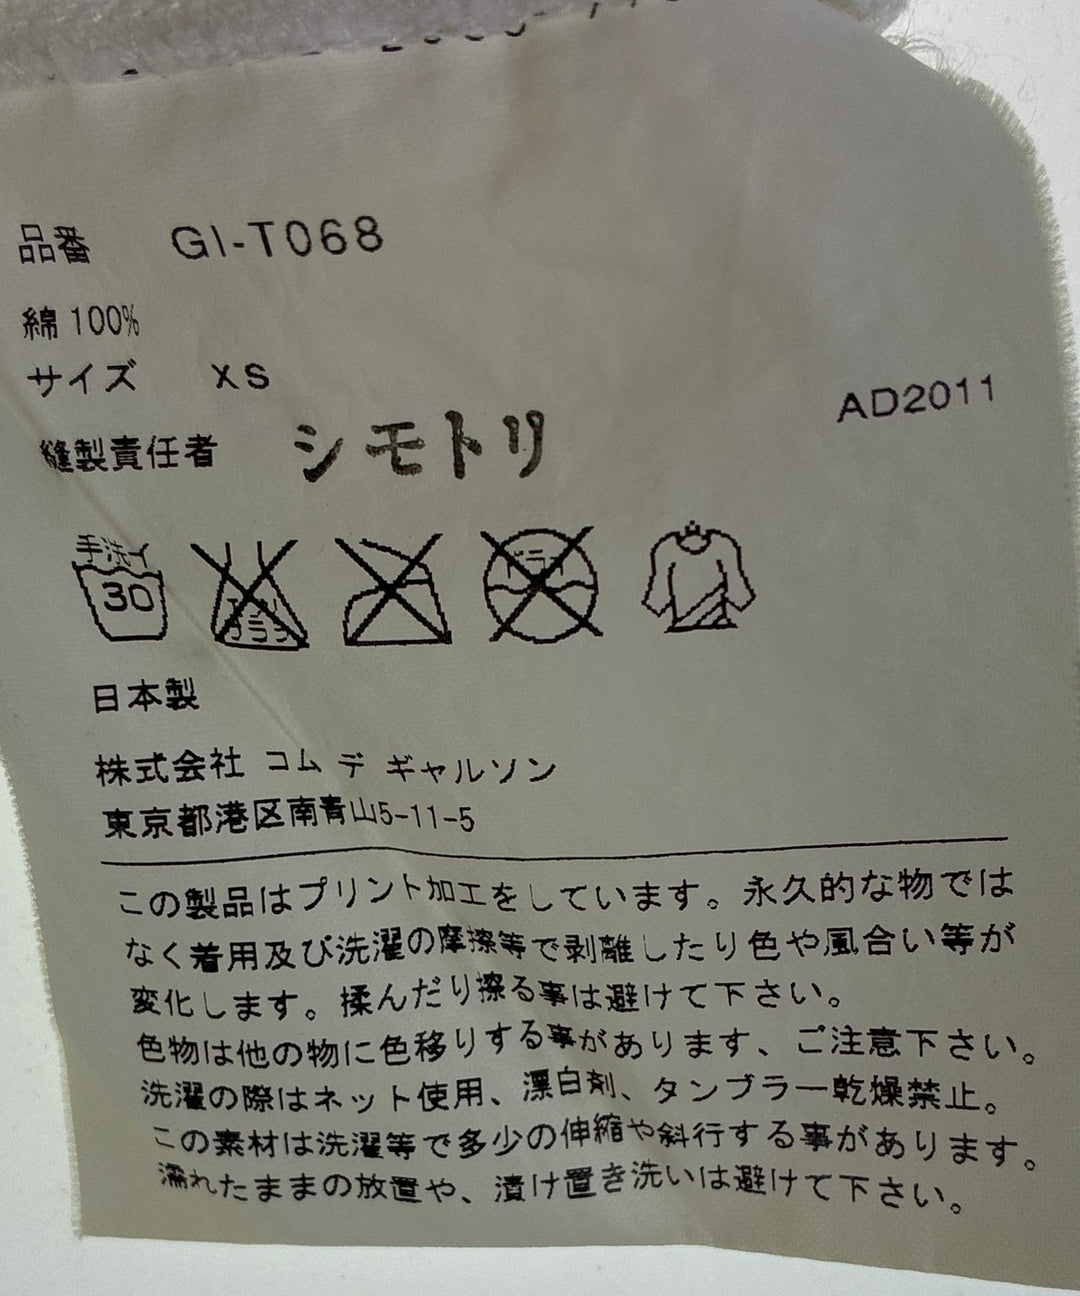 品番 GI-T068
綿 100%
サイズ XS
AD2011
縫製責任者 シモトリ
手洗イ
30
エンソサラシ
ドライ
日本製
株式会社 コム デ ギャルソン
東京都港区南青山5-11-5
この製品はプリント加工をしています。永久的な物では
なく着用及び洗濯の摩擦等で剥離したり色や風合い等が
変化します。揉んだり擦る事は避けて下さい。
色物は他の物に色移りする事があります、ご注意下さい。
洗濯の際はネット使用、漂白剤、タンブラー乾燥禁止。
この素材は洗濯等で多少の伸縮や斜行する事があります。
濡れたままの放置や、漬け置き洗いは避けて下さい。